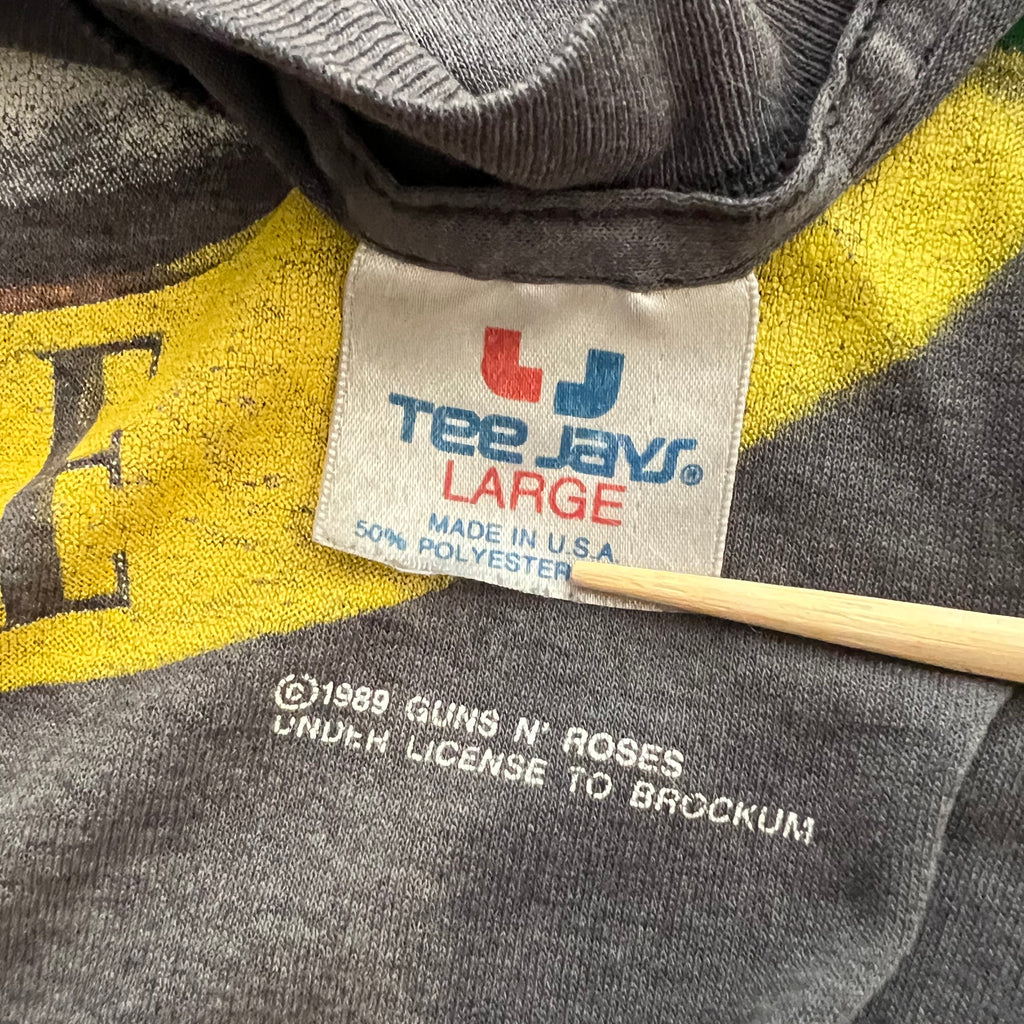 Tee Jays®
LARGE
MADE IN U.S.A.
50% POLYESTER
E
©1989 GUNS N' ROSES
UNDER LICENSE TO BROCKUM